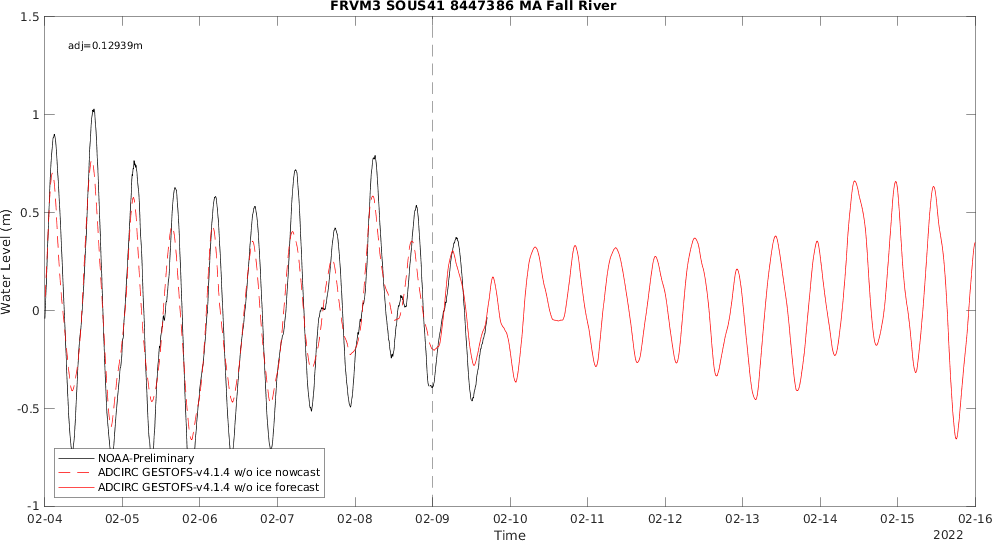 FRVM3 SOUS41 8447386 MA Fall River
adj=0.12939m
Water Level (m)
1.5
1
0.5
0
-0.5
-1
NOAA-Preliminary
ADCIRC GESTOFS-v4.1.4 w/o ice nowcast
ADCIRC GESTOFS-v4.1.4 w/o ice forecast
02-04 02-05 02-06 02-07 02-08 02-09 02-10 02-11 02-12 02-13 02-14 02-15 02-16
Time
2022